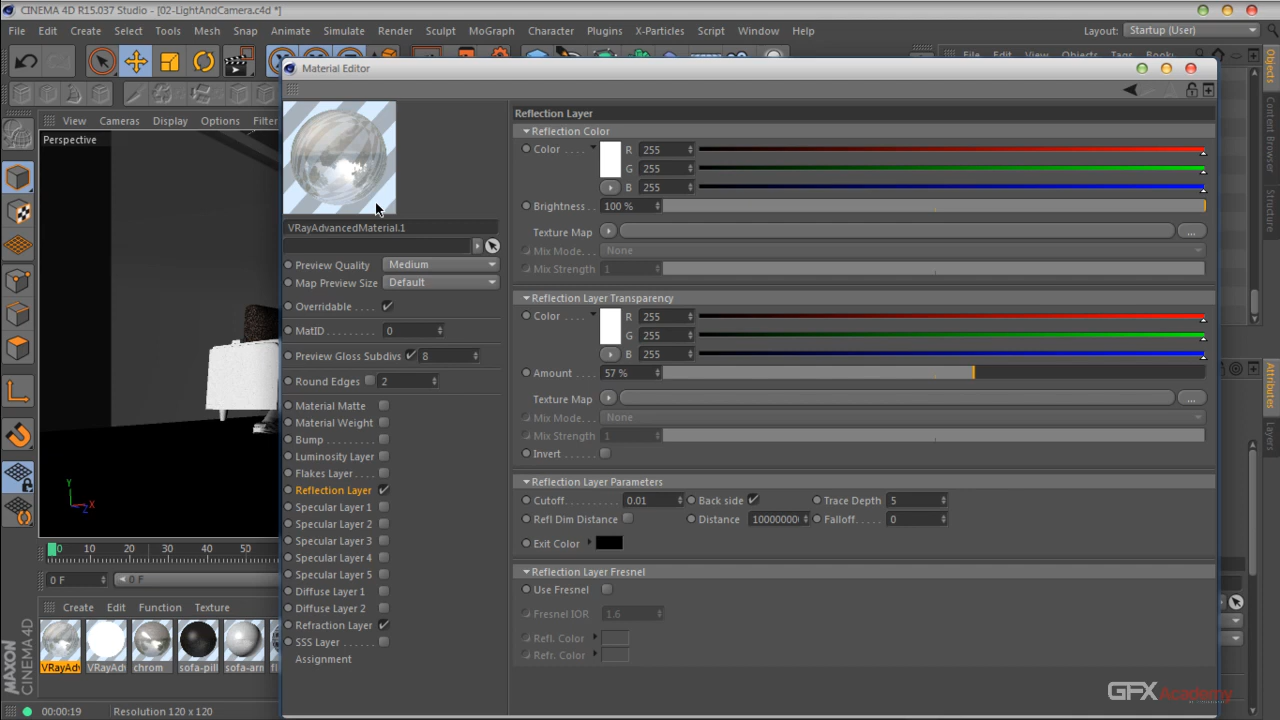 CINEMA 4D R15.037 Studio - [02-LightAndCamera.c4d *]
File Edit Create Select Tools Mesh Snap Animate Simulate Render Sculpt MoGraph Character Plugins X-Particles Script Window Help Layout: Startup (User)
File Edit View Objects Tags Book
Material Editor
View Cameras Display Options Filter
Perspective
Objects
Content Browser
Attributes
Layers
VRayAdvancedMaterial.1
Preview Quality Medium
Map Preview Size Default
Overridable . . . .
MatID . . . . . . . . . 0
Preview Gloss Subdivs 8
Round Edges 2
Material Matte
Material Weight
Bump . . . . . . . . .
Luminosity Layer
Flakes Layer . . . .
Reflection Layer
Specular Layer 1
Specular Layer 2
Specular Layer 3
Specular Layer 4
Specular Layer 5
Diffuse Layer 1
Diffuse Layer 2
Refraction Layer
SSS Layer . . . . . .
Assignment
Reflection Layer
Reflection Color
Color . . . . R 255
G 255
B 255
Brightness . . 100 %
Texture Map ...
Mix Mode. . None
Mix Strength 1
Reflection Layer Transparency
Color . . . . R 255
G 255
B 255
Amount . . . . 57 %
Texture Map ...
Mix Mode. . None
Mix Strength 1
Invert . . . . . .
Reflection Layer Parameters
Cutoff. . . . . . . . . . 0.01 Back side Trace Depth 5
Refl Dim Distance Distance 10000000 Falloff. . . . . 0
Exit Color
Reflection Layer Fresnel
Use Fresnel
Fresnel IOR 1.6
Refl. Color
Refr. Color
Y
X
Z
0 10 20 30 40 50
0 F 0 F
Create Edit Function Texture
VRayAdv VRayAdv chrom sofa-pill sofa-arm
MAXON
CINEMA 4D
00:00:19 Resolution 120 x 120
GFX Academy